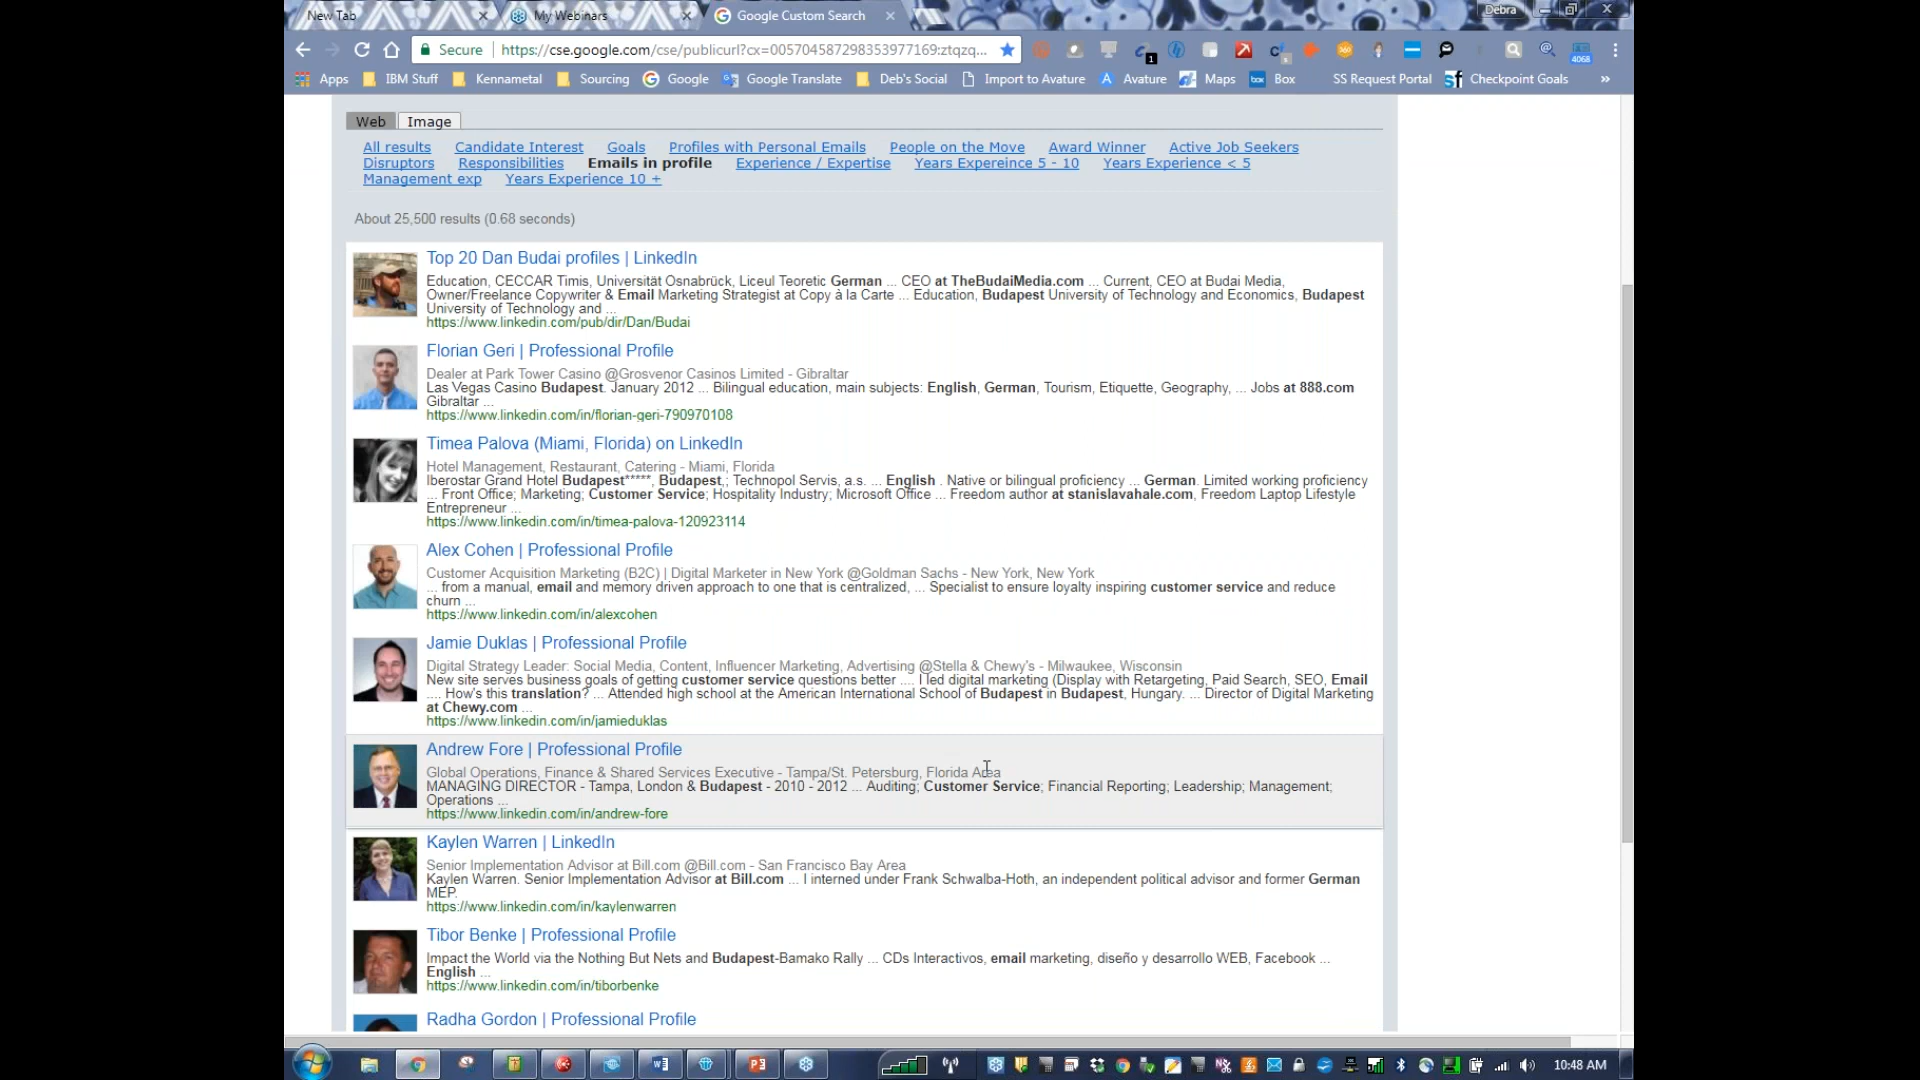 New Tab
My Webinars
Google Custom Search
Debra
Secure
https://cse.google.com/cse/publicurl?cx=005704587298353977169:ztqzq...
1
4068
Apps
IBM Stuff
Kennametal
Sourcing
Google
Google Translate
Deb's Social
Import to Avature
Avature
Maps
box
Box
SS Request Portal
Checkpoint Goals
»
Web
Image
All results Candidate Interest Goals Profiles with Personal Emails People on the Move Award Winner Active Job Seekers
Disruptors Responsibilities Emails in profile Experience / Expertise Years Expereince 5 - 10 Years Experience < 5
Management exp Years Experience 10 +
About 25,500 results (0.68 seconds)
Top 20 Dan Budai profiles | LinkedIn
Education, CECCAR Timis, Universität Osnabrück, Liceul Teoretic German ... CEO at TheBudaiMedia.com ... Current, CEO at Budai Media,
Owner/Freelance Copywriter & Email Marketing Strategist at Copy à la Carte ... Education, Budapest University of Technology and Economics, Budapest
University of Technology and ...
https://www.linkedin.com/pub/dir/Dan/Budai
Florian Geri | Professional Profile
Dealer at Park Tower Casino @Grosvenor Casinos Limited - Gibraltar
Las Vegas Casino Budapest. January 2012 ... Bilingual education, main subjects: English, German, Tourism, Etiquette, Geography, ... Jobs at 888.com
Gibraltar ...
https://www.linkedin.com/in/florian-geri-790970108
Timea Palova (Miami, Florida) on LinkedIn
Hotel Management, Restaurant, Catering - Miami, Florida
Iberostar Grand Hotel Budapest*****, Budapest,; Technopol Servis, a.s. ... English . Native or bilingual proficiency ... German. Limited working proficiency
... Front Office; Marketing; Customer Service; Hospitality Industry; Microsoft Office ... Freedom author at stanislavahale.com, Freedom Laptop Lifestyle
Entrepreneur ...
https://www.linkedin.com/in/timea-palova-120923114
Alex Cohen | Professional Profile
Customer Acquisition Marketing (B2C) | Digital Marketer in New York @Goldman Sachs - New York, New York
... from a manual, email and memory driven approach to one that is centralized, ... Specialist to ensure loyalty inspiring customer service and reduce
churn ...
https://www.linkedin.com/in/alexcohen
Jamie Duklas | Professional Profile
Digital Strategy Leader: Social Media, Content, Influencer Marketing, Advertising @Stella & Chewy's - Milwaukee, Wisconsin
New site serves business goals of getting customer service questions better .... I led digital marketing (Display with Retargeting, Paid Search, SEO, Email
.... How's this translation? ... Attended high school at the American International School of Budapest in Budapest, Hungary. ... Director of Digital Marketing
at Chewy.com ...
https://www.linkedin.com/in/jamieduklas
Andrew Fore | Professional Profile
Global Operations, Finance & Shared Services Executive - Tampa/St. Petersburg, Florida Area
MANAGING DIRECTOR - Tampa, London & Budapest - 2010 - 2012 ... Auditing; Customer Service; Financial Reporting; Leadership; Management;
Operations ...
https://www.linkedin.com/in/andrew-fore
Kaylen Warren | LinkedIn
Senior Implementation Advisor at Bill.com @Bill.com - San Francisco Bay Area
Kaylen Warren. Senior Implementation Advisor at Bill.com ... I interned under Frank Schwalba-Hoth, an independent political advisor and former German
MEP.
https://www.linkedin.com/in/kaylenwarren
Tibor Benke | Professional Profile
Impact the World via the Nothing But Nets and Budapest-Bamako Rally ... CDs Interactivos, email marketing, diseño y desarrollo WEB, Facebook ...
English ...
https://www.linkedin.com/in/tiborbenke
Radha Gordon | Professional Profile
10:48 AM